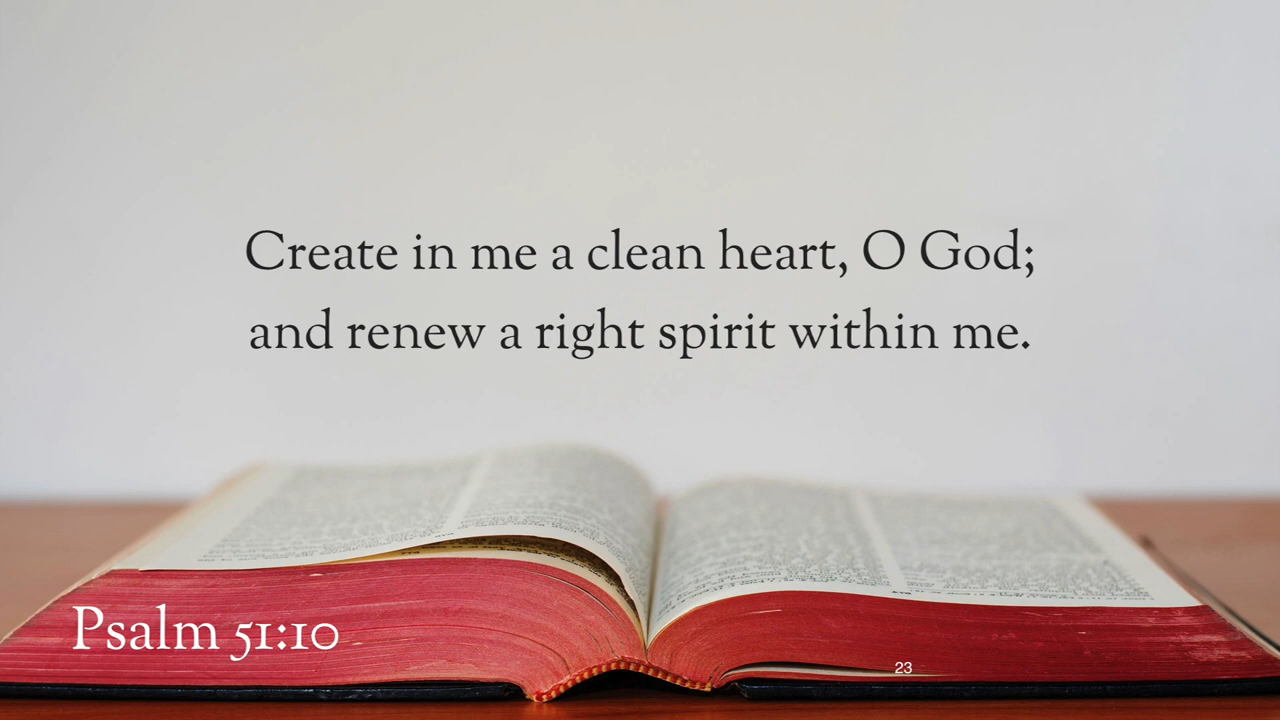 Create in me a clean heart, O God;
and renew a right spirit within me.
Psalm 51:10
23